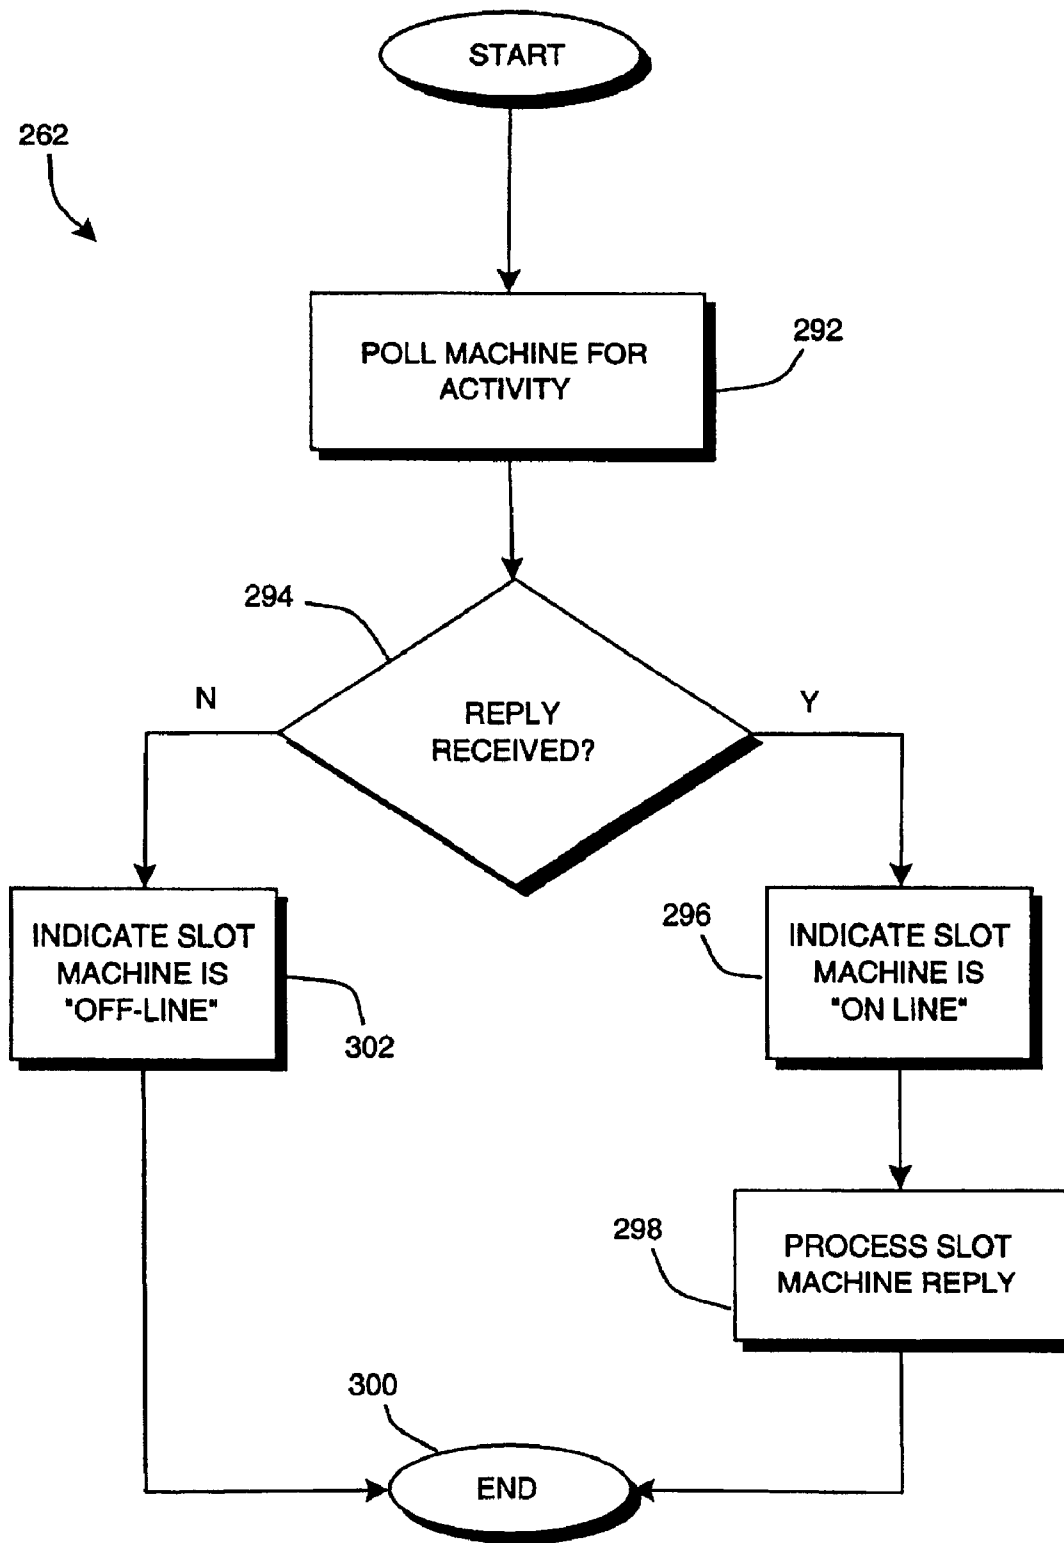 START
262
POLL MACHINE FOR
ACTIVITY
292
294
N
REPLY
RECEIVED?
Y
INDICATE SLOT
MACHINE IS
"OFF-LINE"
302
296
INDICATE SLOT
MACHINE IS
"ON LINE"
298
PROCESS SLOT
MACHINE REPLY
300
END